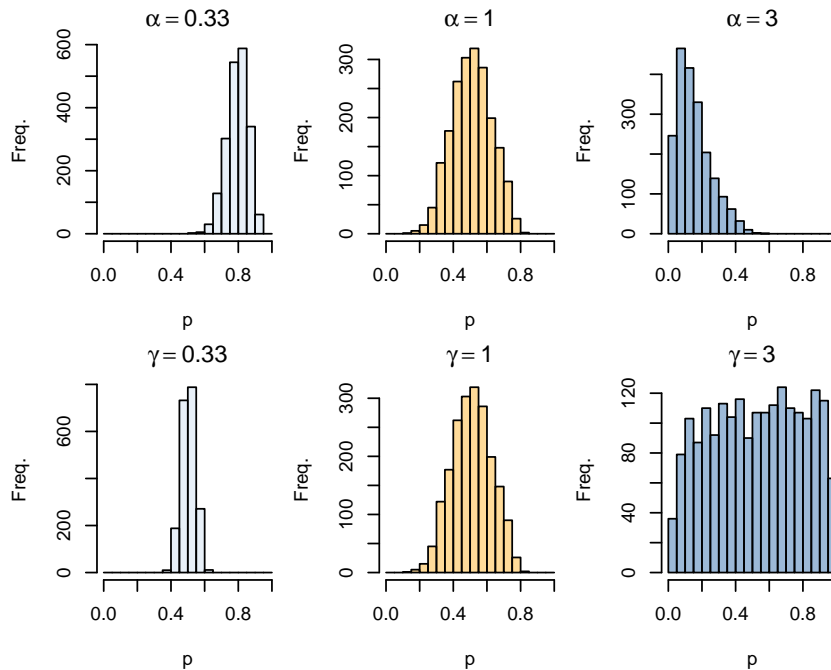 α = 0.33
α = 1
α = 3
Freq.
0 200 400 600
0.0 0.4 0.8
p
Freq.
0 100 200 300
0.0 0.4 0.8
p
Freq.
0 100 300
0.0 0.4 0.8
p
γ = 0.33
γ = 1
γ = 3
Freq.
0 200 600
0.0 0.4 0.8
p
Freq.
0 100 200 300
0.0 0.4 0.8
p
Freq.
0 40 80 120
0.0 0.4 0.8
p